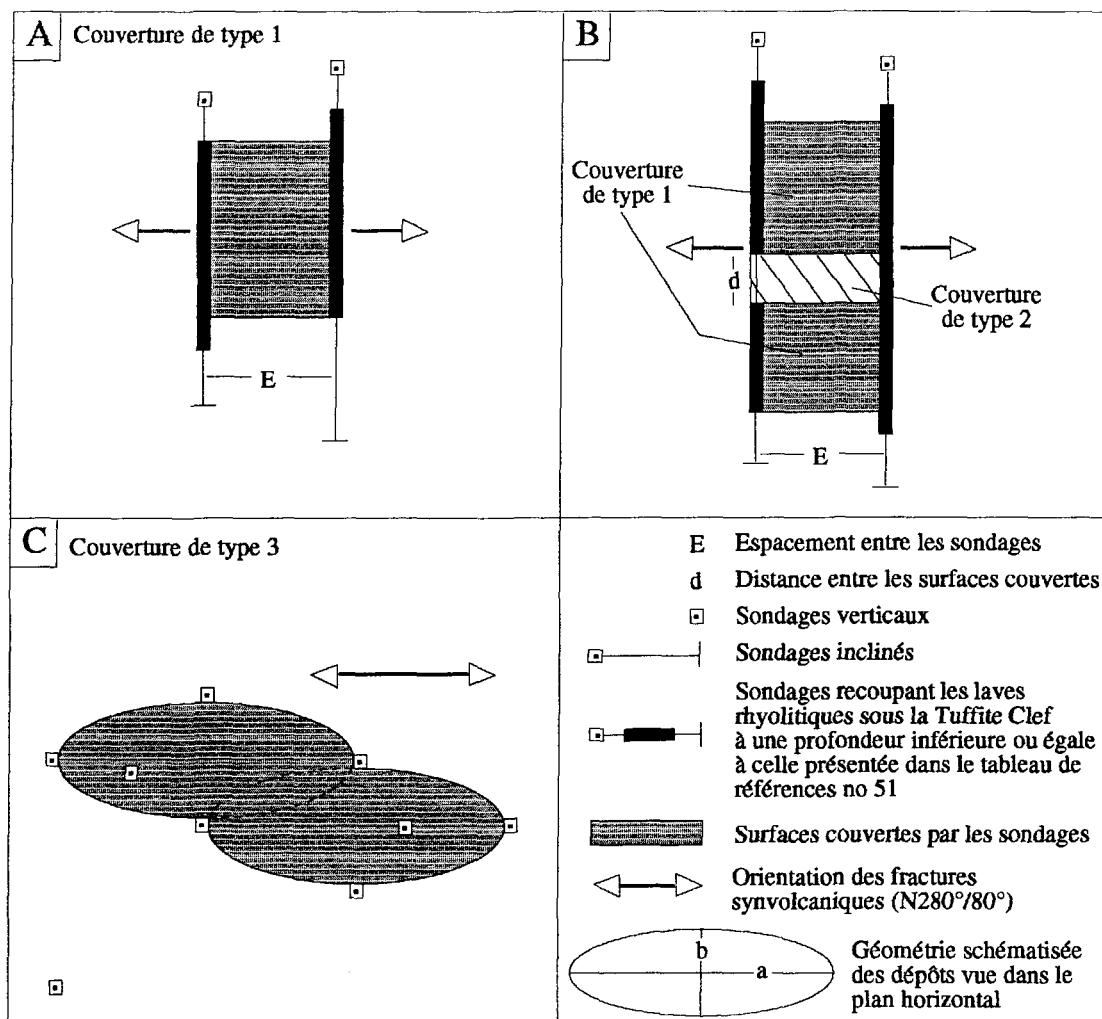 A Couverture de type 1
E
B
Couverture
de type 1
d
Couverture
de type 2
E
C Couverture de type 3
E Espacement entre les sondages
d Distance entre les surfaces couvertes
Sondages verticaux
Sondages inclinés
Sondages recoupant les laves
rhyolitiques sous la Tuffite Clef
à une profondeur inférieure ou égale
à celle présentée dans le tableau de
références no 51
Surfaces couvertes par les sondages
Orientation des fractures
synvolcaniques (N280°/80°)
b
a
Géométrie schématisée
des dépôts vue dans le
plan horizontal